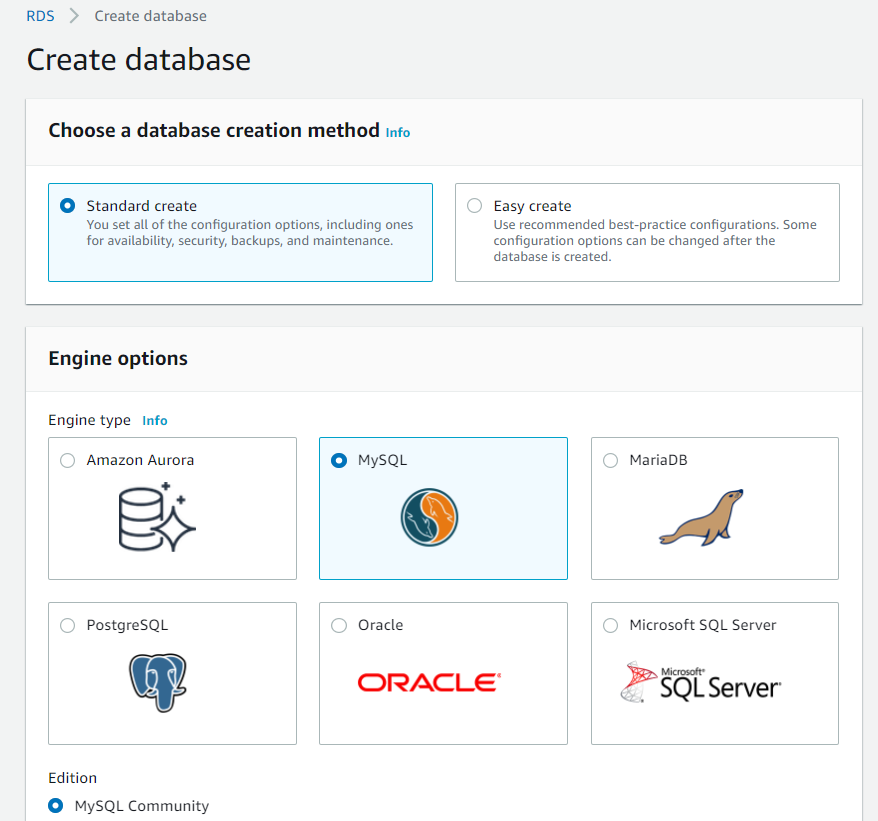 RDS > Create database
Create database
Choose a database creation method Info
Standard create
You set all of the configuration options, including ones
for availability, security, backups, and maintenance.
Easy create
Use recommended best-practice configurations. Some
configuration options can be changed after the
database is created.
Engine options
Engine type Info
Amazon Aurora
MySQL
MariaDB
PostgreSQL
Oracle
ORACLE®
Microsoft SQL Server
Microsoft®
SQL Server®
Edition
MySQL Community